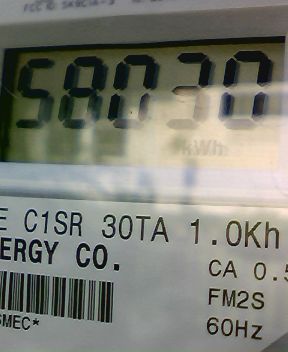 58030
kWh
E C1SR 30TA 1.0Kh
ERGY CO.
CA 0.5
FM2S
SMEC*
60Hz